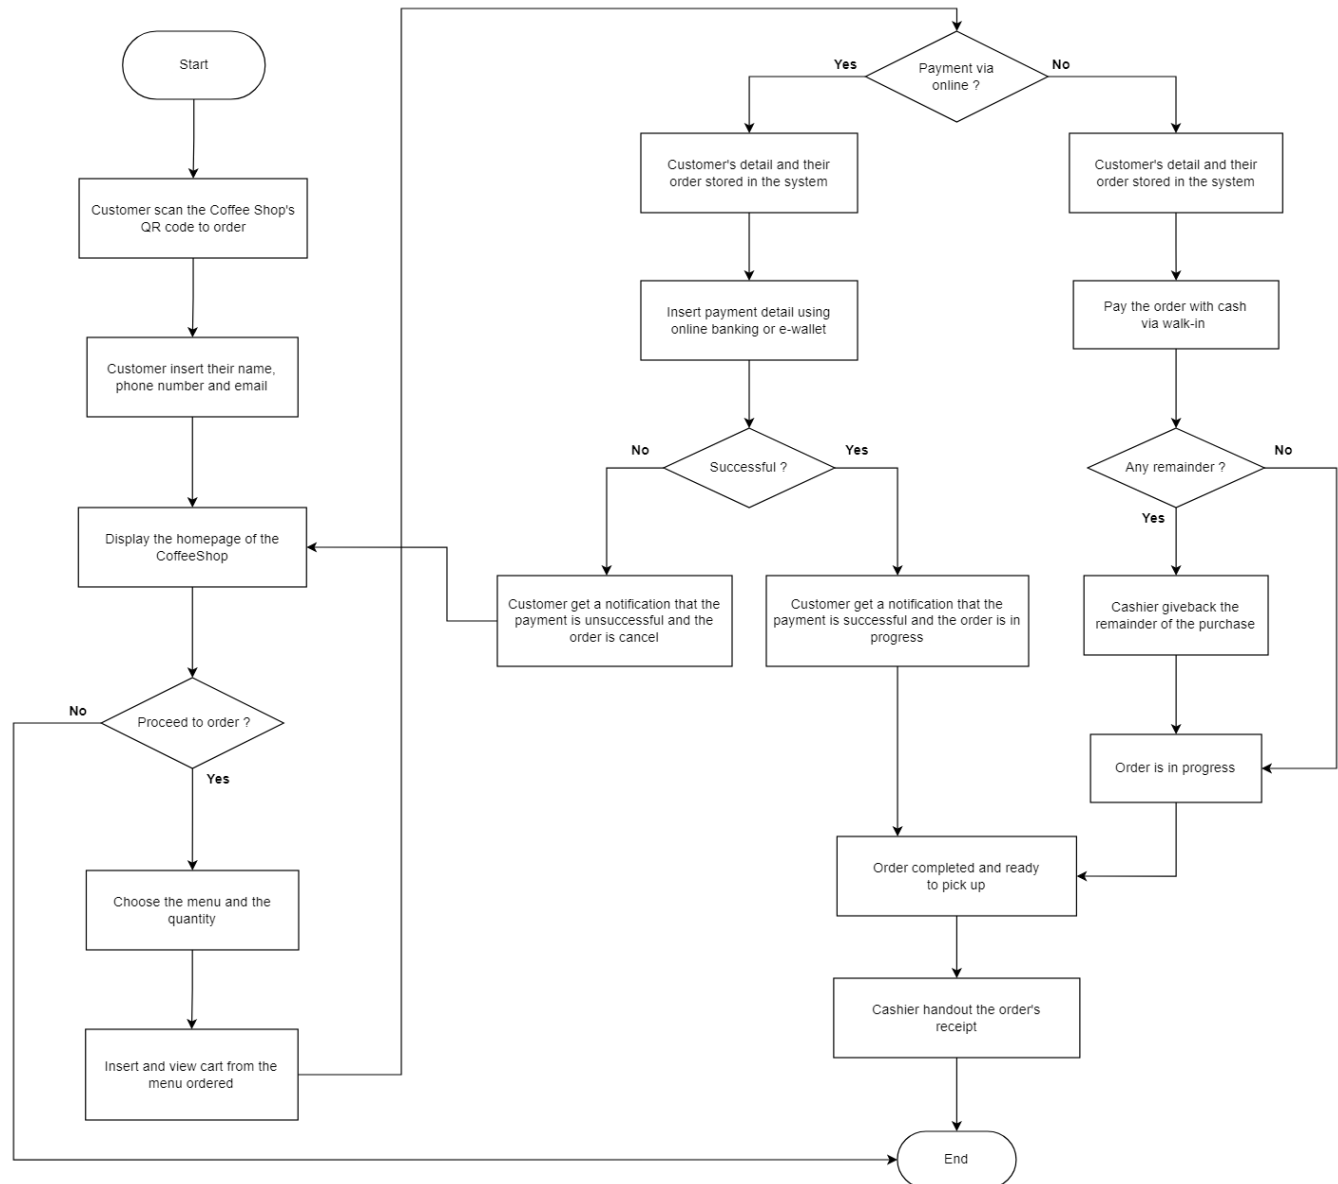 Start
Customer scan the Coffee Shop's
QR code to order
Customer insert their name,
phone number and email
Display the homepage of the
CoffeeShop
Proceed to order ?
No
Yes
Choose the menu and the
quantity
Insert and view cart from the
menu ordered
Payment via
online ?
Yes
No
Customer's detail and their
order stored in the system
Insert payment detail using
online banking or e-wallet
Successful ?
No
Yes
Customer get a notification that the
payment is unsuccessful and the
order is cancel
Customer get a notification that the
payment is successful and the order is in
progress
Customer's detail and their
order stored in the system
Pay the order with cash
via walk-in
Any remainder ?
No
Yes
Cashier giveback the
remainder of the purchase
Order is in progress
Order completed and ready
to pick up
Cashier handout the order's
receipt
End